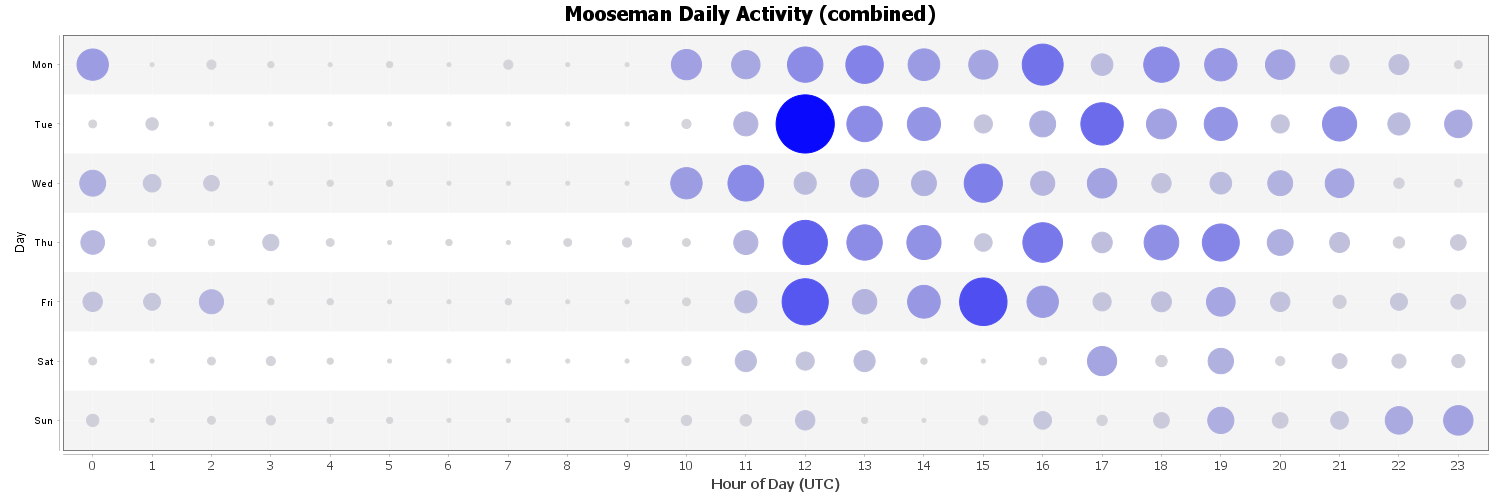 Mooseman Daily Activity (combined)
Mon
Tue
Wed
Thu
Fri
Sat
Sun
Day
0 1 2 3 4 5 6 7 8 9 10 11 12 13 14 15 16 17 18 19 20 21 22 23
Hour of Day (UTC)